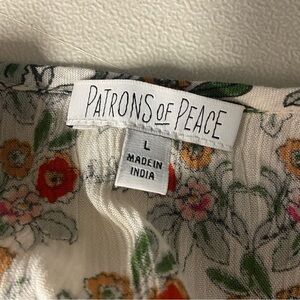 PATRONS OF PEACE
L
MADE IN
INDIA